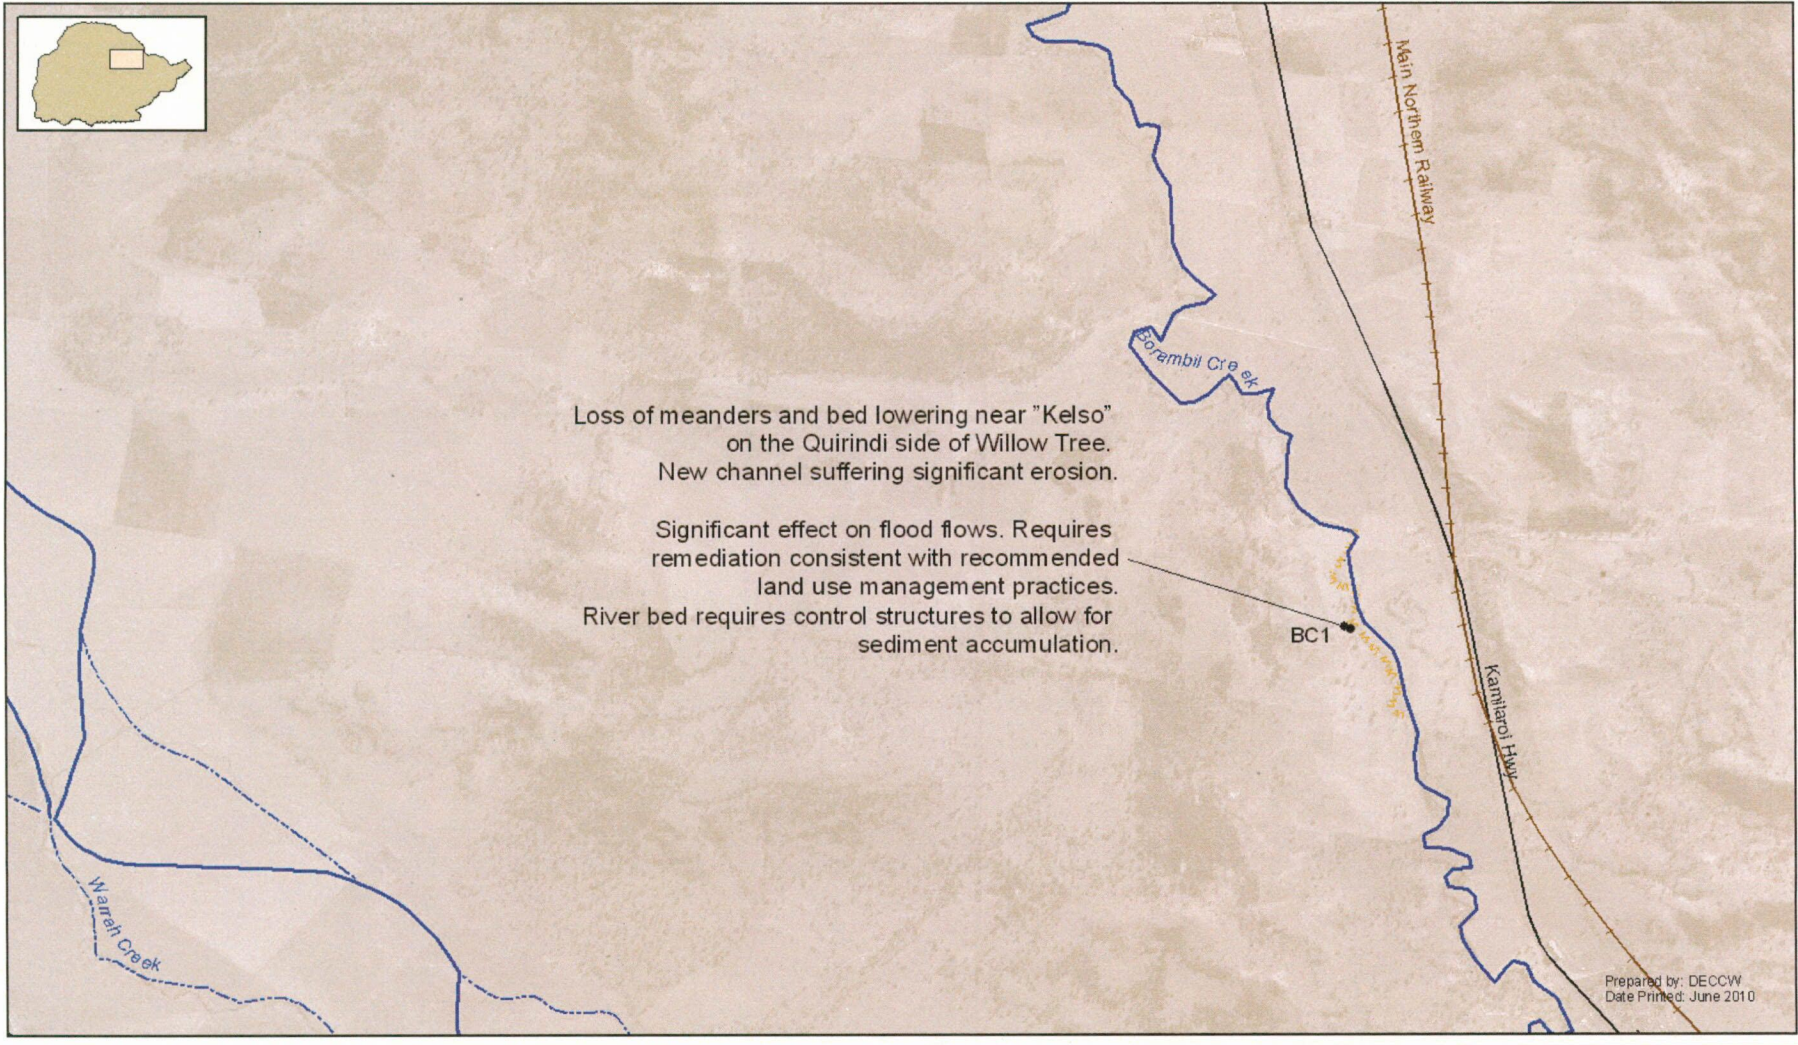 Main Northern Railway
Borambil Creek
Loss of meanders and bed lowering near "Kelso"
on the Quirindi side of Willow Tree.
New channel suffering significant erosion.
Significant effect on flood flows. Requires
remediation consistent with recommended
land use management practices.
River bed requires control structures to allow for
sediment accumulation.
BC1
Kamilaroi Hwy
Warrah Creek
Prepared by: DECCW
Date Printed: June 2010